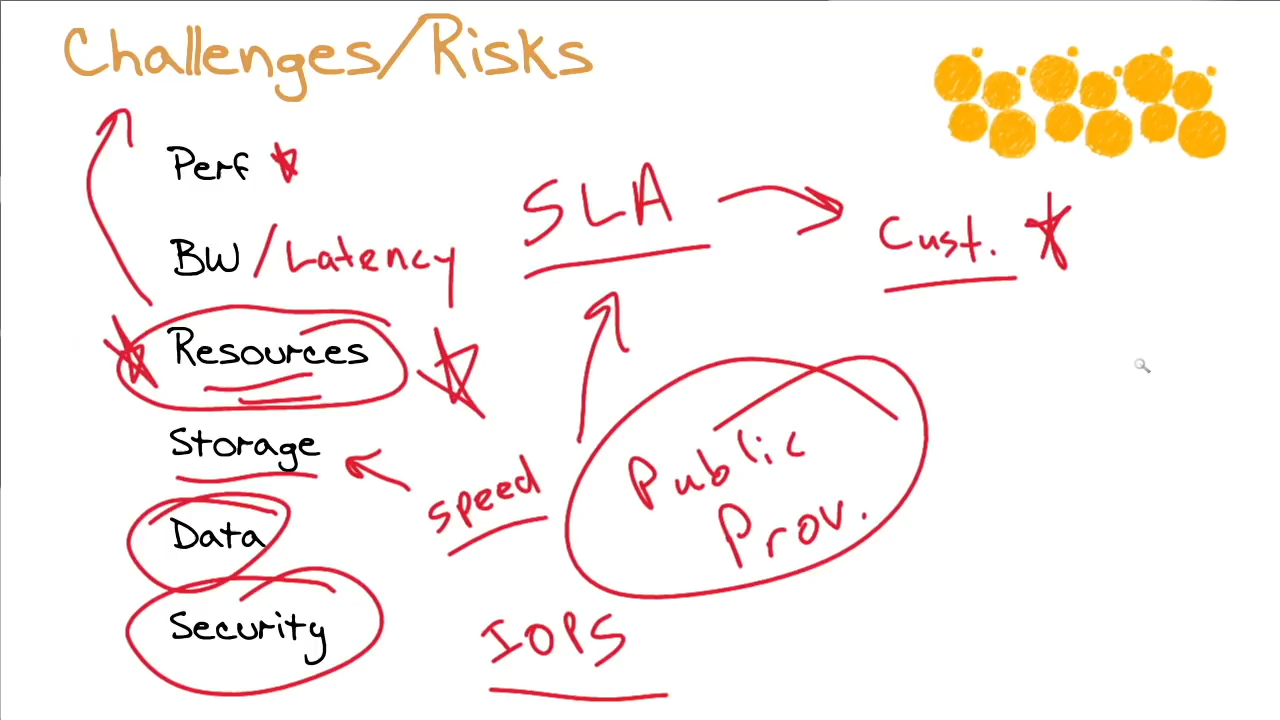 Challenges/Risks
Perf
BW / Latency
Resources
Storage
Data
Security
SLA
Cust.
speed
Public
Prov.
IOPS